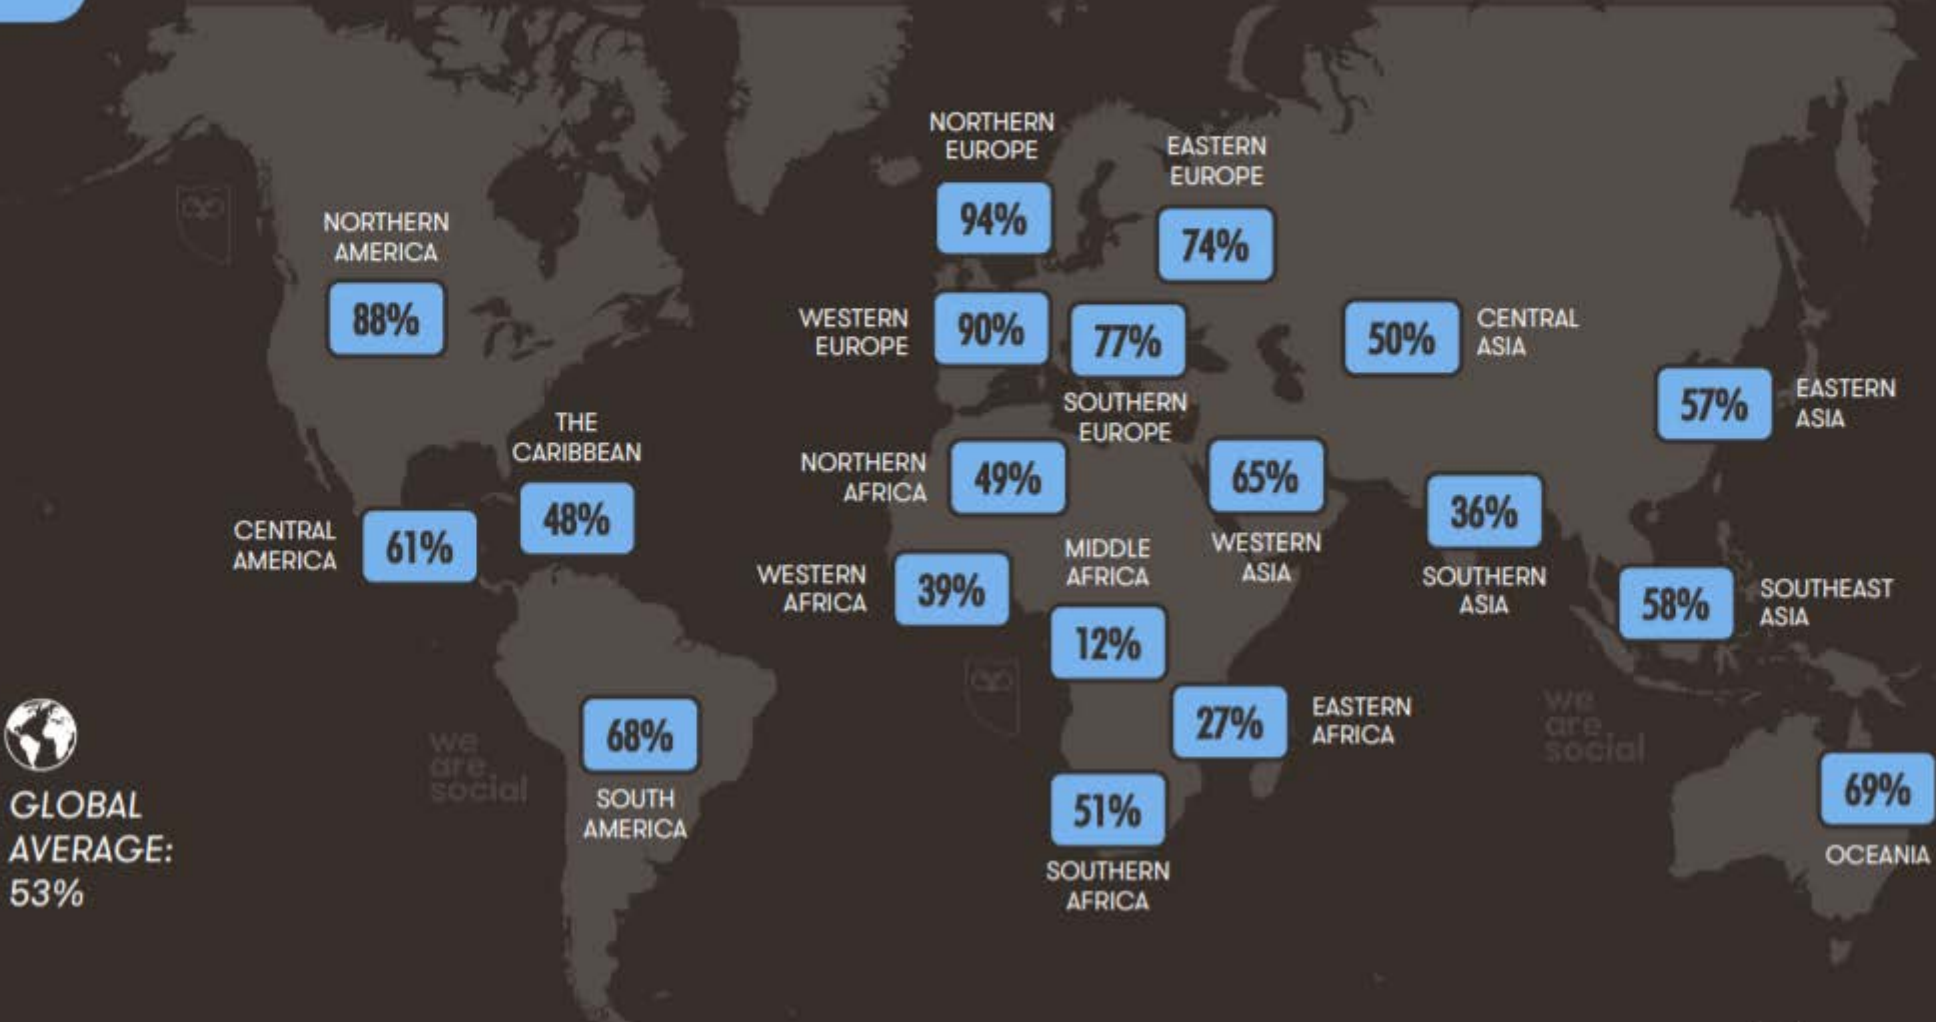 NORTHERN
EUROPE
94%
EASTERN
EUROPE
74%
NORTHERN
AMERICA
88%
WESTERN
EUROPE
90%
77%
SOUTHERN
EUROPE
50%
CENTRAL
ASIA
57%
EASTERN
ASIA
THE
CARIBBEAN
48%
CENTRAL
AMERICA
61%
NORTHERN
AFRICA
49%
65%
WESTERN
ASIA
36%
SOUTHERN
ASIA
WESTERN
AFRICA
39%
MIDDLE
AFRICA
12%
58%
SOUTHEAST
ASIA
27%
EASTERN
AFRICA
68%
SOUTH
AMERICA
51%
SOUTHERN
AFRICA
69%
OCEANIA
we
are
social
we
are
social
GLOBAL
AVERAGE:
53%